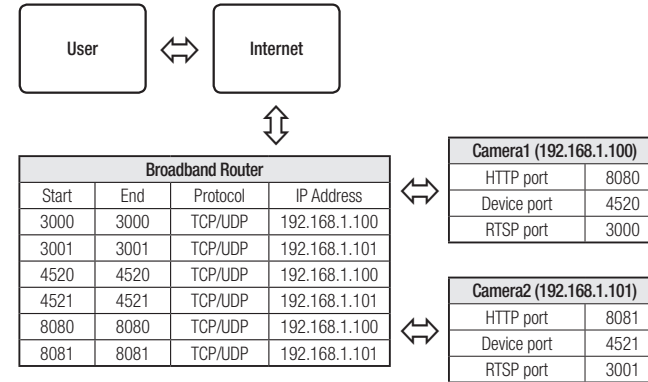 User
Internet
Broadband Router
Start End Protocol IP Address
3000 3000 TCP/UDP 192.168.1.100
3001 3001 TCP/UDP 192.168.1.101
4520 4520 TCP/UDP 192.168.1.100
4521 4521 TCP/UDP 192.168.1.101
8080 8080 TCP/UDP 192.168.1.100
8081 8081 TCP/UDP 192.168.1.101
Camera1 (192.168.1.100)
HTTP port 8080
Device port 4520
RTSP port 3000
Camera2 (192.168.1.101)
HTTP port 8081
Device port 4521
RTSP port 3001